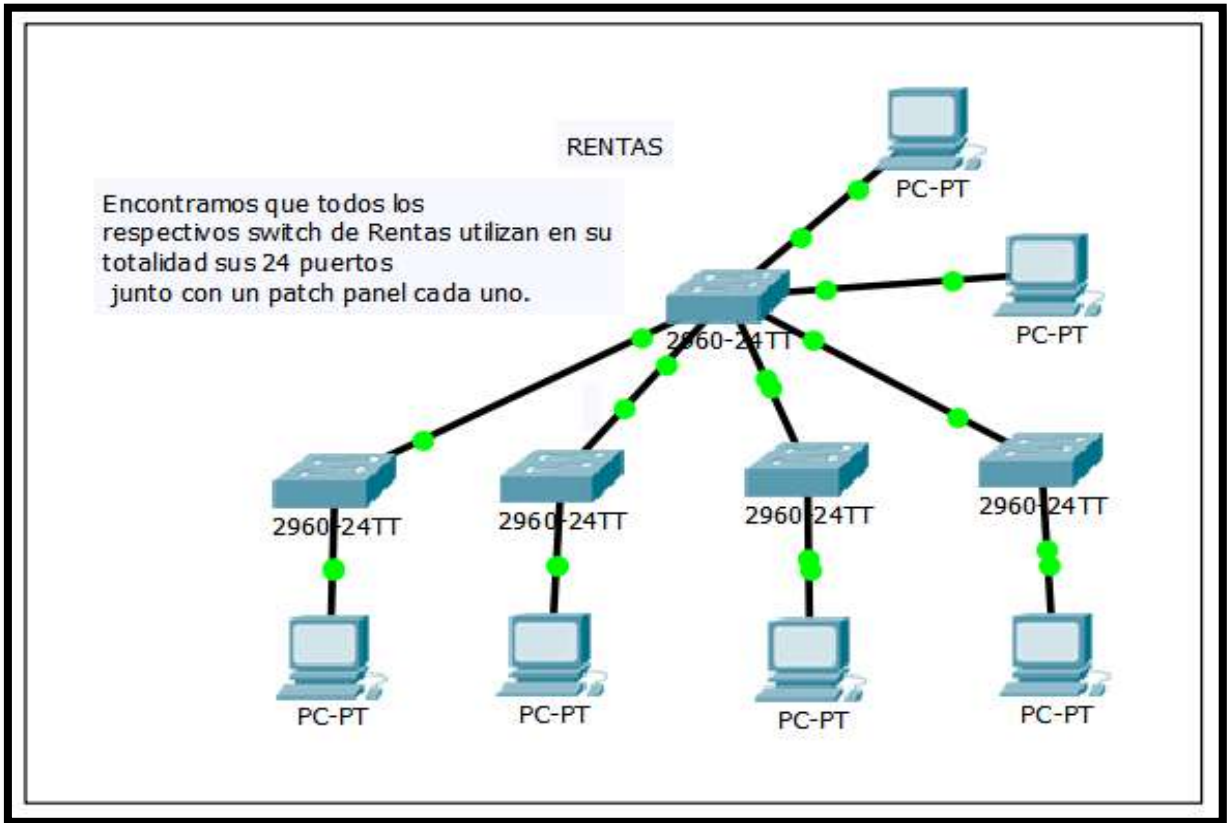 RENTAS
Encontramos que todos los
respectivos switch de Rentas utilizan en su
totalidad sus 24 puertos
junto con un patch panel cada uno.
PC-PT
PC-PT
2960-24TT
2960-24TT
2960-24TT
2960-24TT
2960-24TT
PC-PT
PC-PT
PC-PT
PC-PT